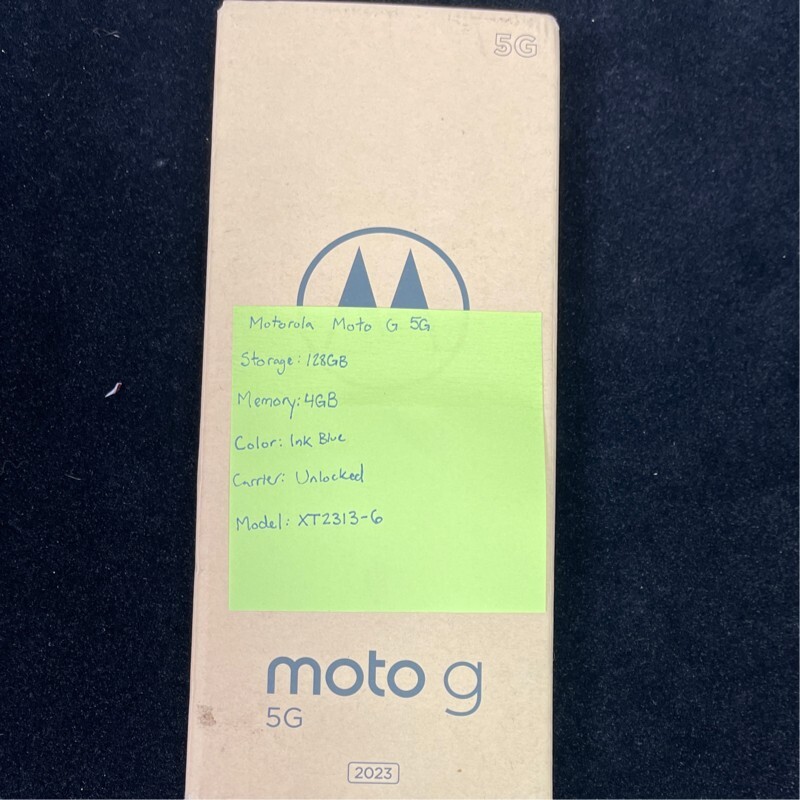 5G
Motorola Moto G 5G
Storage: 128GB
Memory: 4GB
Color: Ink Blue
Carrier: Unlocked
Model: XT2313-6
moto g
5G
2023